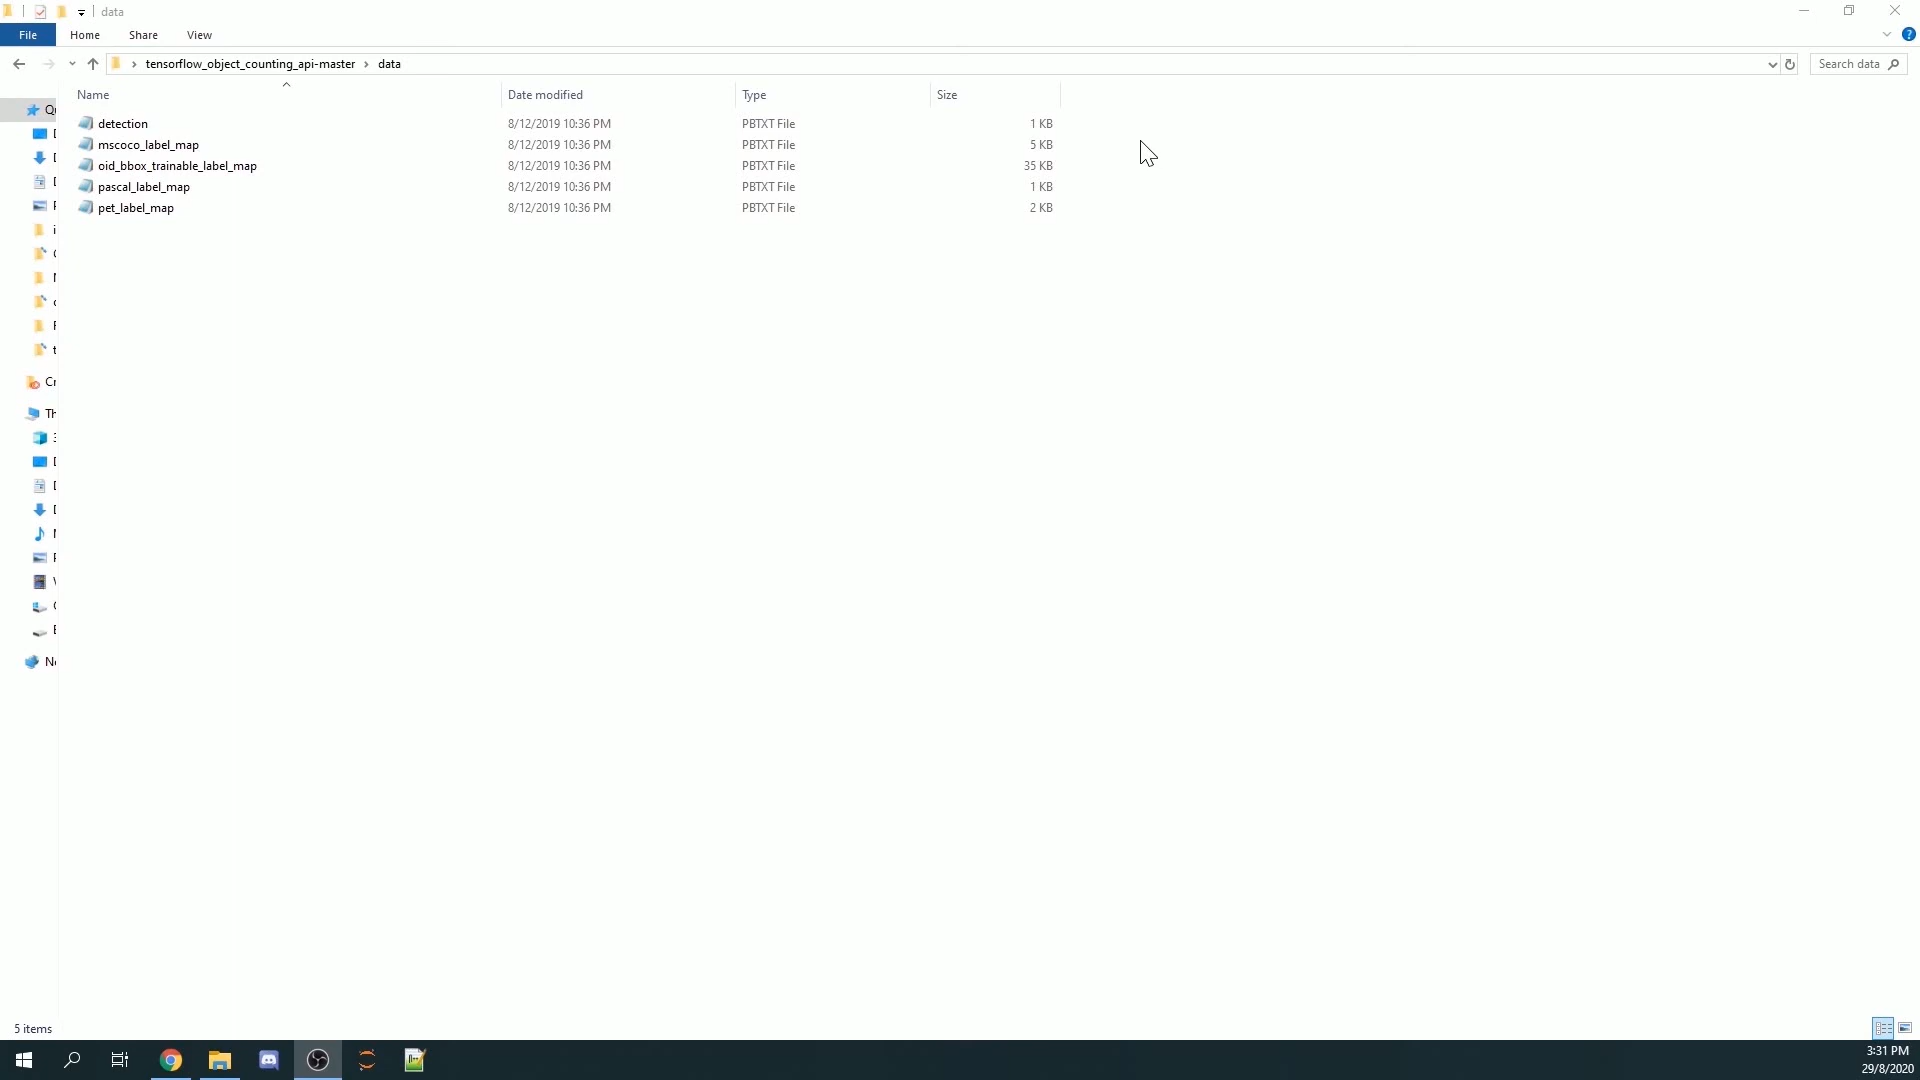 data
File Home Share View
tensorflow_object_counting_api-master > data
Search data
Name Date modified Type Size
detection 8/12/2019 10:36 PM PBTXT File 1 KB
mscoco_label_map 8/12/2019 10:36 PM PBTXT File 5 KB
oid_bbox_trainable_label_map 8/12/2019 10:36 PM PBTXT File 35 KB
pascal_label_map 8/12/2019 10:36 PM PBTXT File 1 KB
pet_label_map 8/12/2019 10:36 PM PBTXT File 2 KB
5 items
3:31 PM
29/8/2020